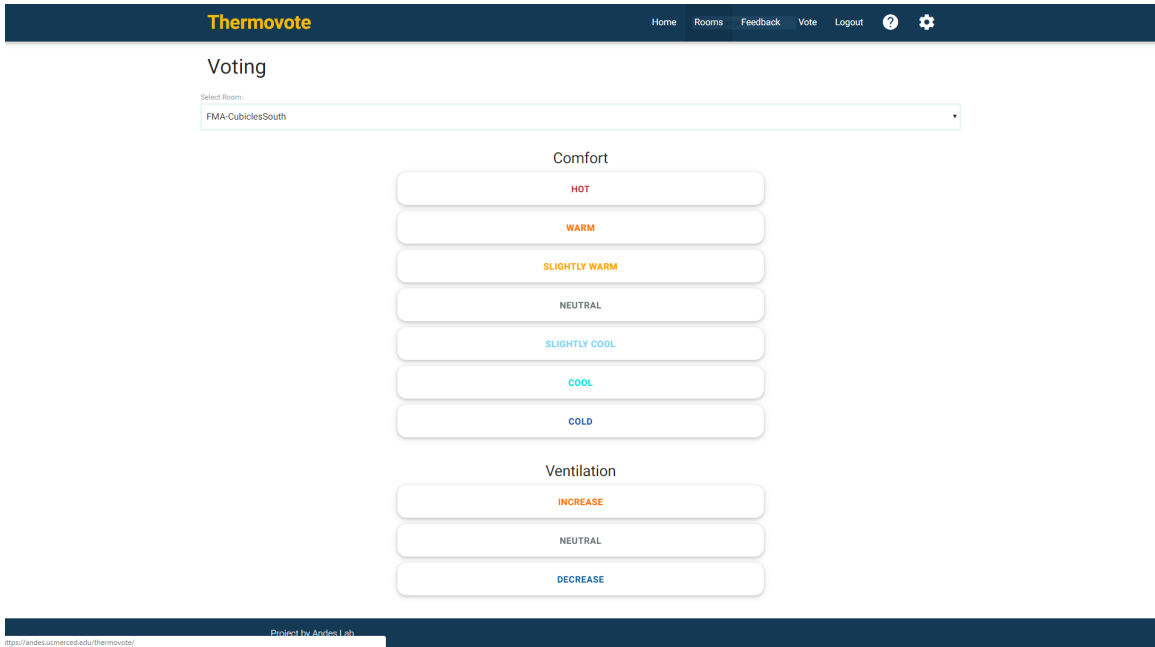 Thermovote
Home Rooms Feedback Vote Logout ?
Voting
Select Room:
FMA-CubiclesSouth
Comfort
HOT
WARM
SLIGHTLY WARM
NEUTRAL
SLIGHTLY COOL
COOL
COLD
Ventilation
INCREASE
NEUTRAL
DECREASE
Project by Andes Lab
ttps://andes.ucmerced.edu/thermovote/